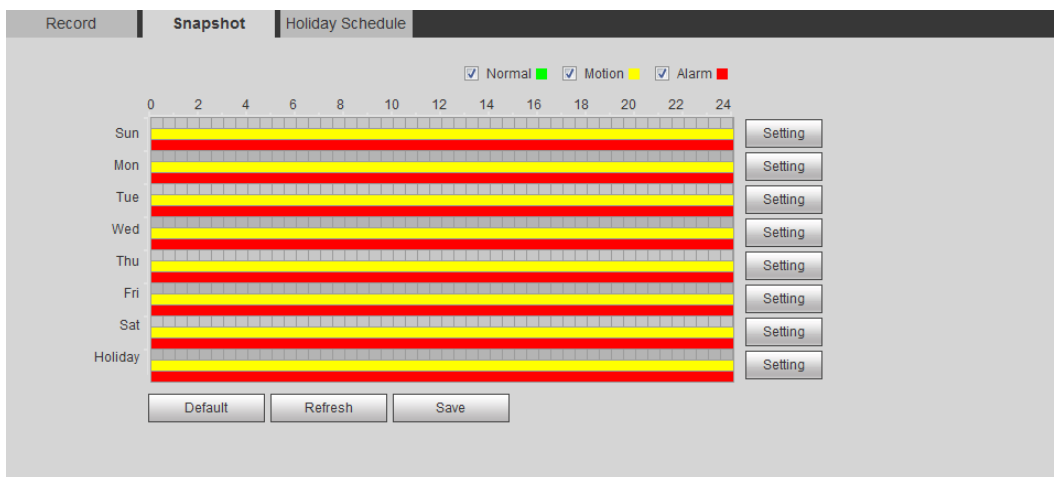 Record Snapshot Holiday Schedule
Normal Motion Alarm
0 2 4 6 8 10 12 14 16 18 20 22 24
Sun Setting
Mon Setting
Tue Setting
Wed Setting
Thu Setting
Fri Setting
Sat Setting
Holiday Setting
Default Refresh Save